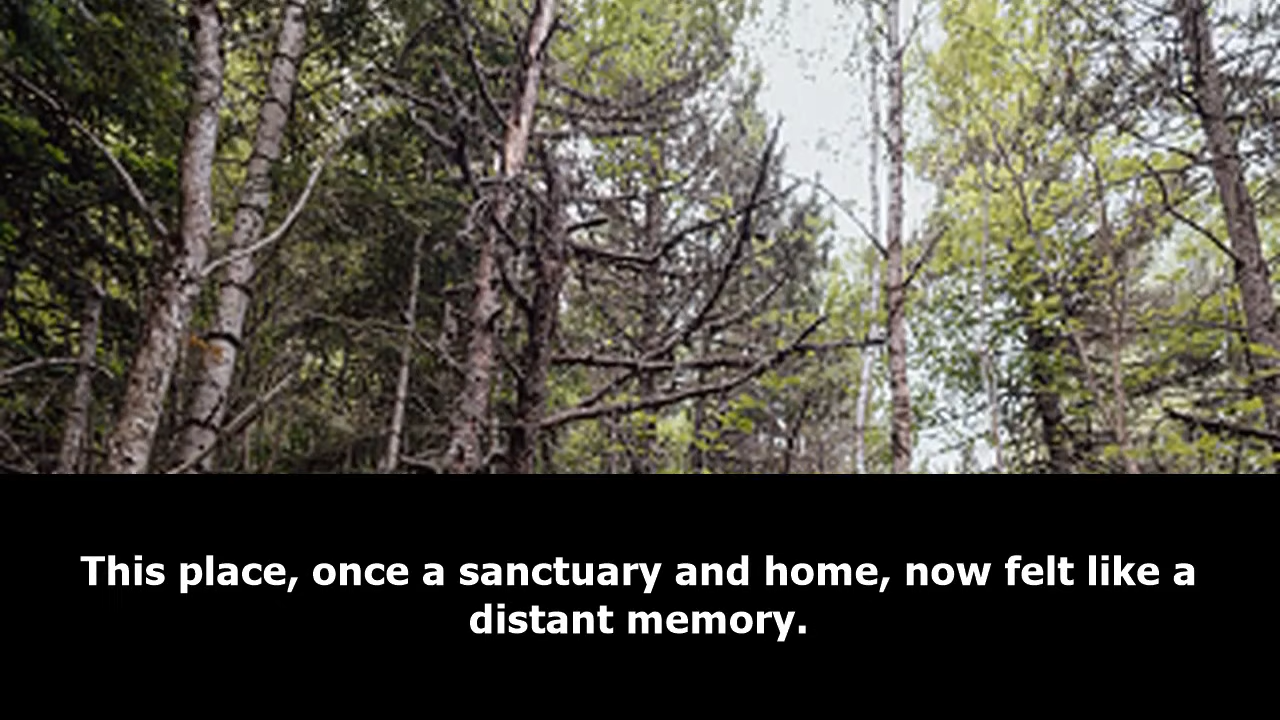 This place, once a sanctuary and home, now felt like a
distant memory.